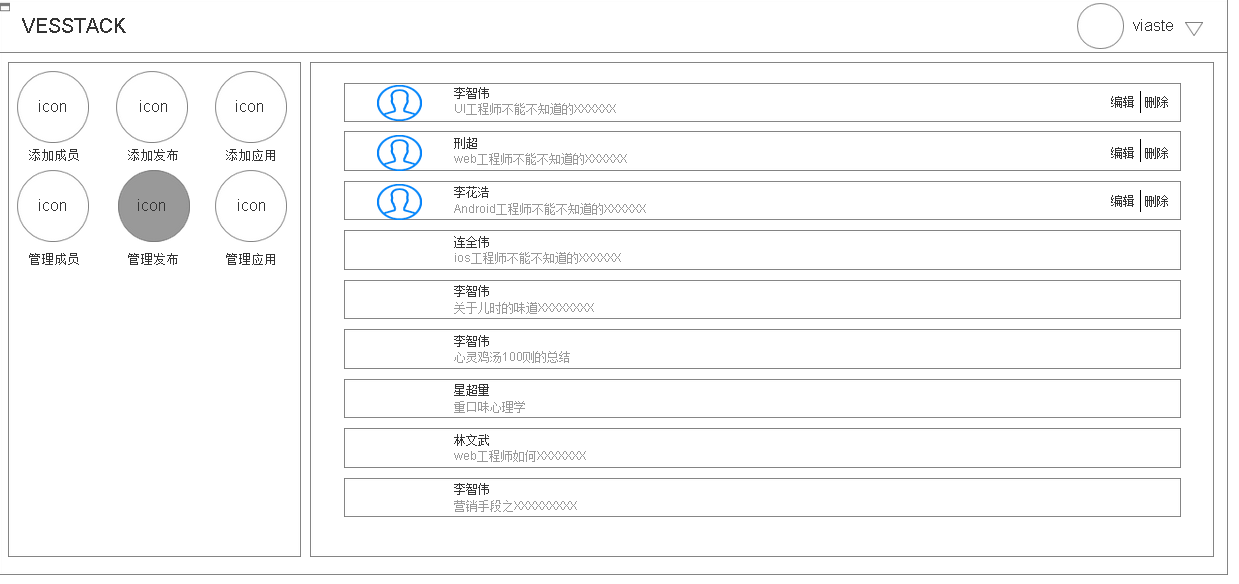 VESSTACK
viaste
icon
icon
icon
添加成员
添加发布
添加应用
icon
icon
icon
管理成员
管理发布
管理应用
李智伟
UI工程师不能不知道的XXXXXX
编辑
删除
刑超
web工程师不能不知道的XXXXXX
编辑
删除
李花浩
Android工程师不能不知道的XXXXXX
编辑
删除
连全伟
ios工程师不能不知道的XXXXXX
李智伟
关于儿时的味道XXXXXXXX
李智伟
心灵鸡汤100则的总结
星超量
重口味心理学
林文武
web工程师如何XXXXXXX
李智伟
营销手段之XXXXXXXXX